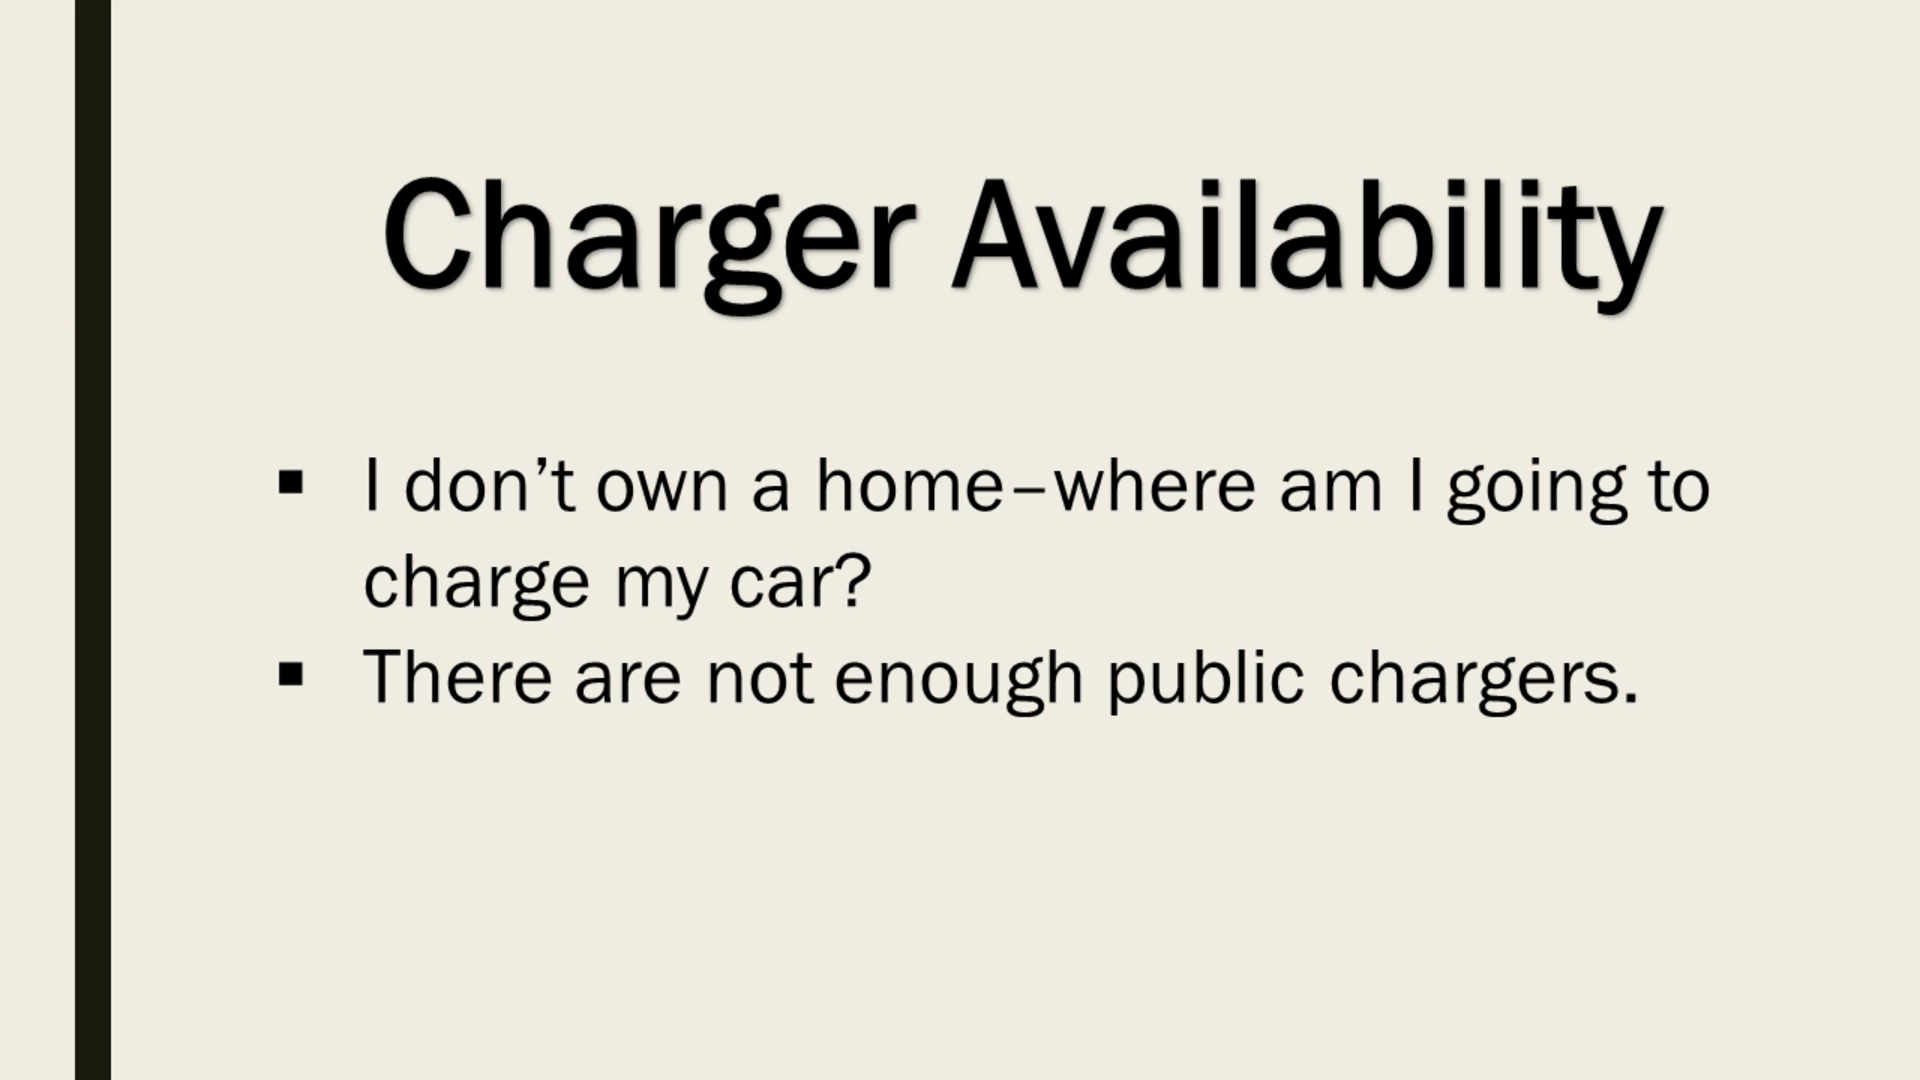 Charger Availability
▪ I don’t own a home–where am I going to
charge my car?
▪ There are not enough public chargers.